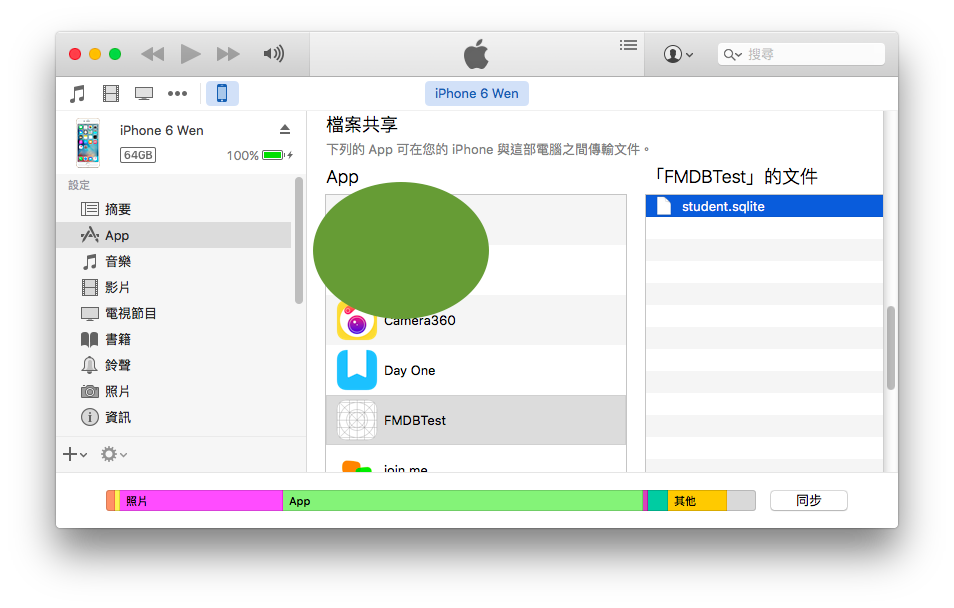 搜尋
iPhone 6 Wen
iPhone 6 Wen
64GB
100%
設定
摘要
App
音樂
影片
電視節目
書籍
鈴聲
照片
資訊
檔案共享
下列的 App 可在您的 iPhone 與這部電腦之間傳輸文件。
App
Camera360
Day One
FMDBTest
join me
「FMDBTest」的文件
student.sqlite
照片
App
其他
同步